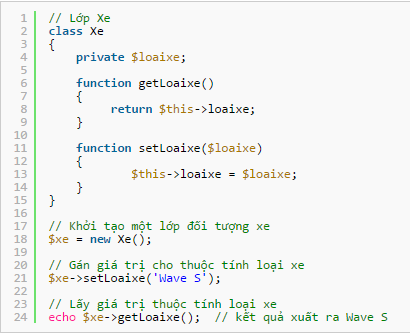 1 // Lớp Xe
2 class Xe
3 {
4     private $loaixe;
5
6     function getLoaixe()
7     {
8         return $this->loaixe;
9     }
10
11     function setLoaixe($loaixe)
12     {
13            $this->loaixe = $loaixe;
14     }
15 }
16
17 // Khởi tạo một lớp đối tượng xe
18 $xe = new Xe();
19
20 // Gán giá trị cho thuộc tính loại xe
21 $xe->setLoaixe('Wave S');
22
23 // Lấy giá trị thuộc tính loại xe
24 echo $xe->getLoaixe();  // kết quả xuất ra Wave S